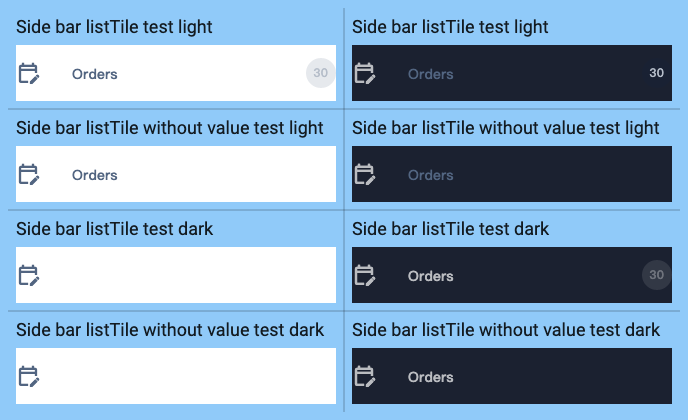 Side bar listTile test light
Side bar listTile test light
Orders 30
Orders 30
Side bar listTile without value test light
Side bar listTile without value test light
Orders
Orders
Side bar listTile test dark
Side bar listTile test dark
Orders 30
Side bar listTile without value test dark
Side bar listTile without value test dark
Orders